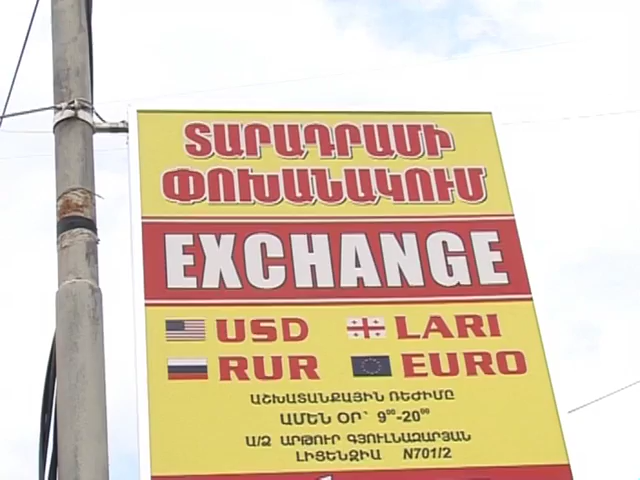 ՏԱՐԱԴՐԱՄԻ
ՓՈԽԱՆԱԿՈՒՄ
EXCHANGE
USD LARI
RUR EURO
ԱՇԽԱՏԱՆՔԱՅԻՆ ՌԵԺԻՄԸ
ԱՄԵՆ ՕՐ՝ 9⁰⁰-20⁰⁰
Ա/Ձ ԱՐԹՈՒՐ ԳՅՈՒԼՆԱԶԱՐՅԱՆ
ԼԻՑԵՆԶԻԱ N701/2